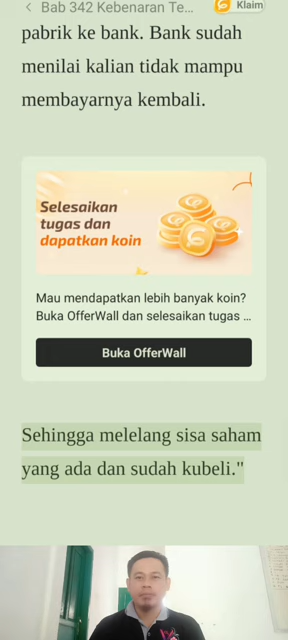 Bab 342 Kebenaran Te...
Klaim
pabrik ke bank. Bank sudah
menilai kalian tidak mampu
membayarnya kembali.
Selesaikan
tugas dan
dapatkan koin
Mau mendapatkan lebih banyak koin?
Buka OfferWall dan selesaikan tugas ...
Buka OfferWall
Sehingga melelang sisa saham
yang ada dan sudah kubeli."